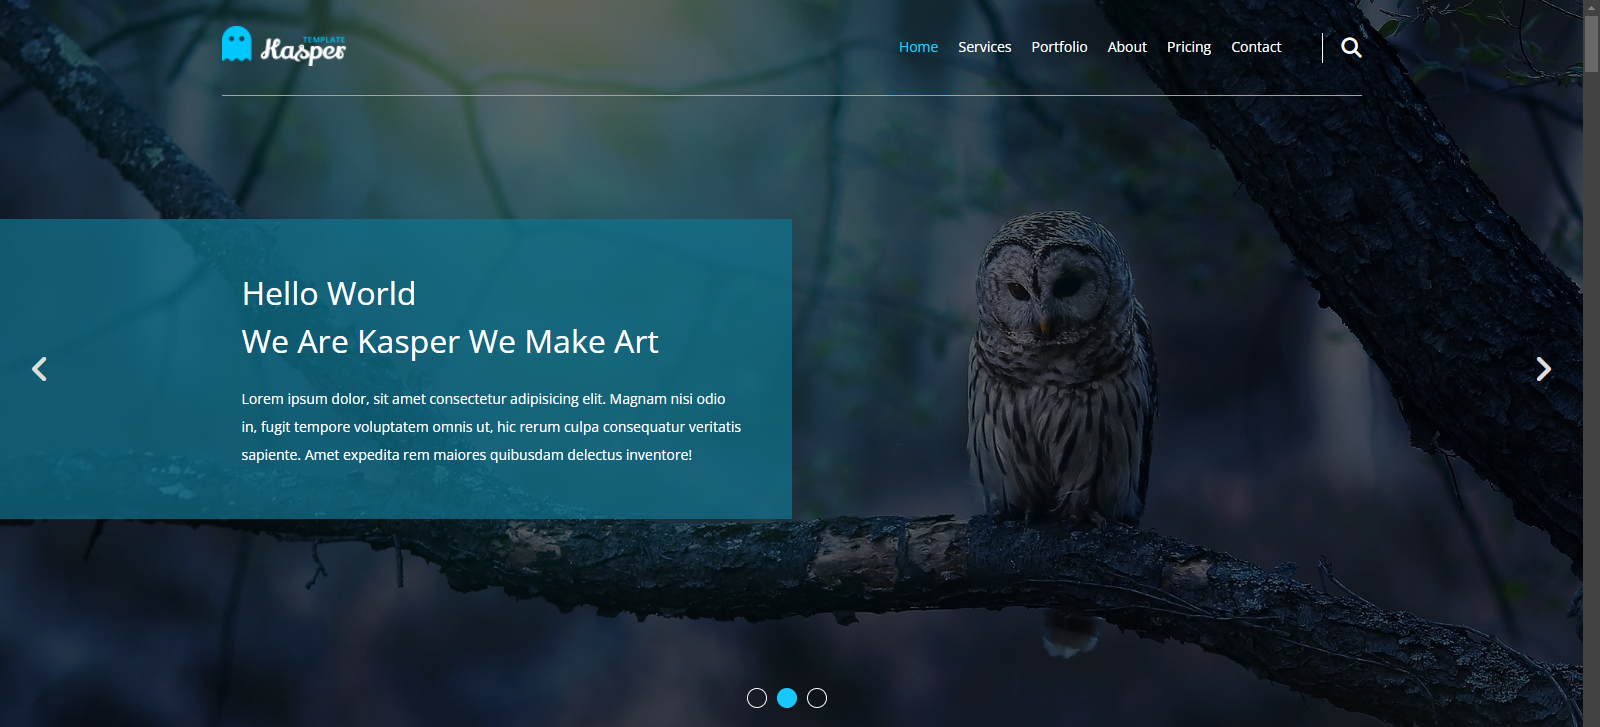 TEMPLATE
Kasper
Home Services Portfolio About Pricing Contact
Hello World
We Are Kasper We Make Art
Lorem ipsum dolor, sit amet consectetur adipisicing elit. Magnam nisi odio
in, fugit tempore voluptatem omnis ut, hic rerum culpa consequatur veritatis
sapiente. Amet expedita rem maiores quibusdam delectus inventore!